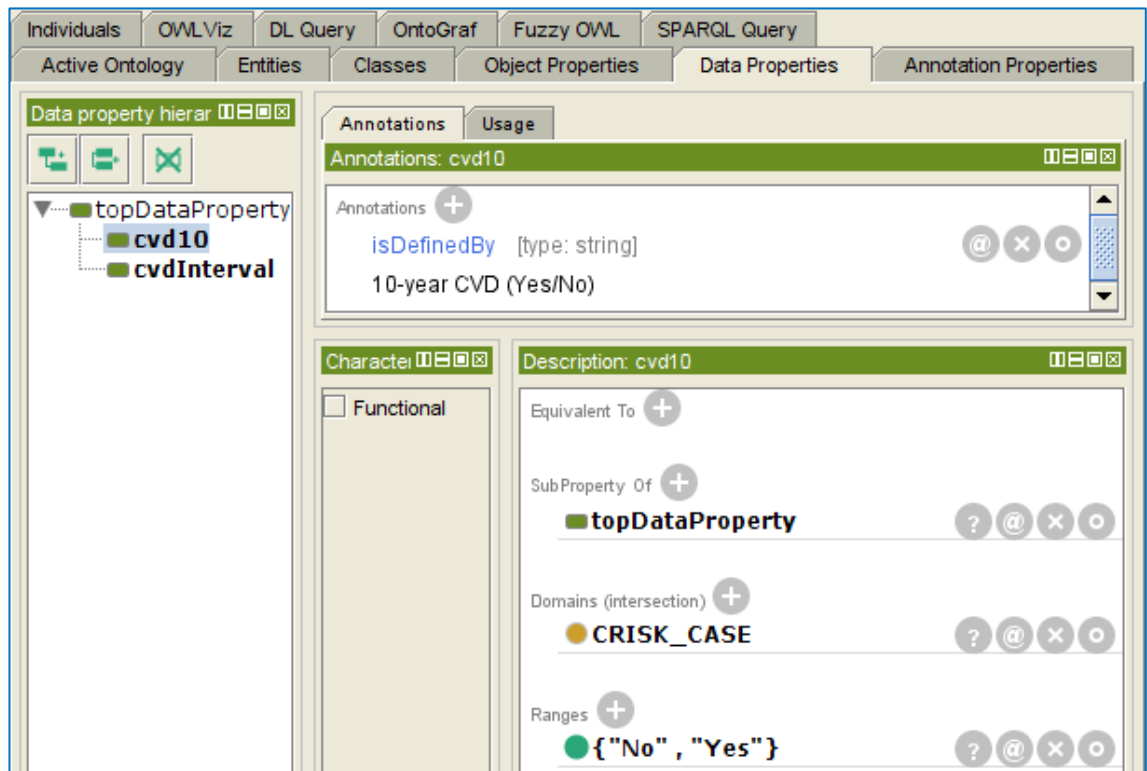 Individuals OWLViz DL Query OntoGraf Fuzzy OWL SPARQL Query
Active Ontology Entities Classes Object Properties Data Properties Annotation Properties
Data property hierar
topDataProperty
cvd10
cvdInterval
Annotations Usage
Annotations: cvd10
Annotations
isDefinedBy [type: string]
10-year CVD (Yes/No)
Character
Functional
Description: cvd10
Equivalent To
SubProperty Of
topDataProperty
Domains (intersection)
CRISK_CASE
Ranges
{"No" , "Yes"}